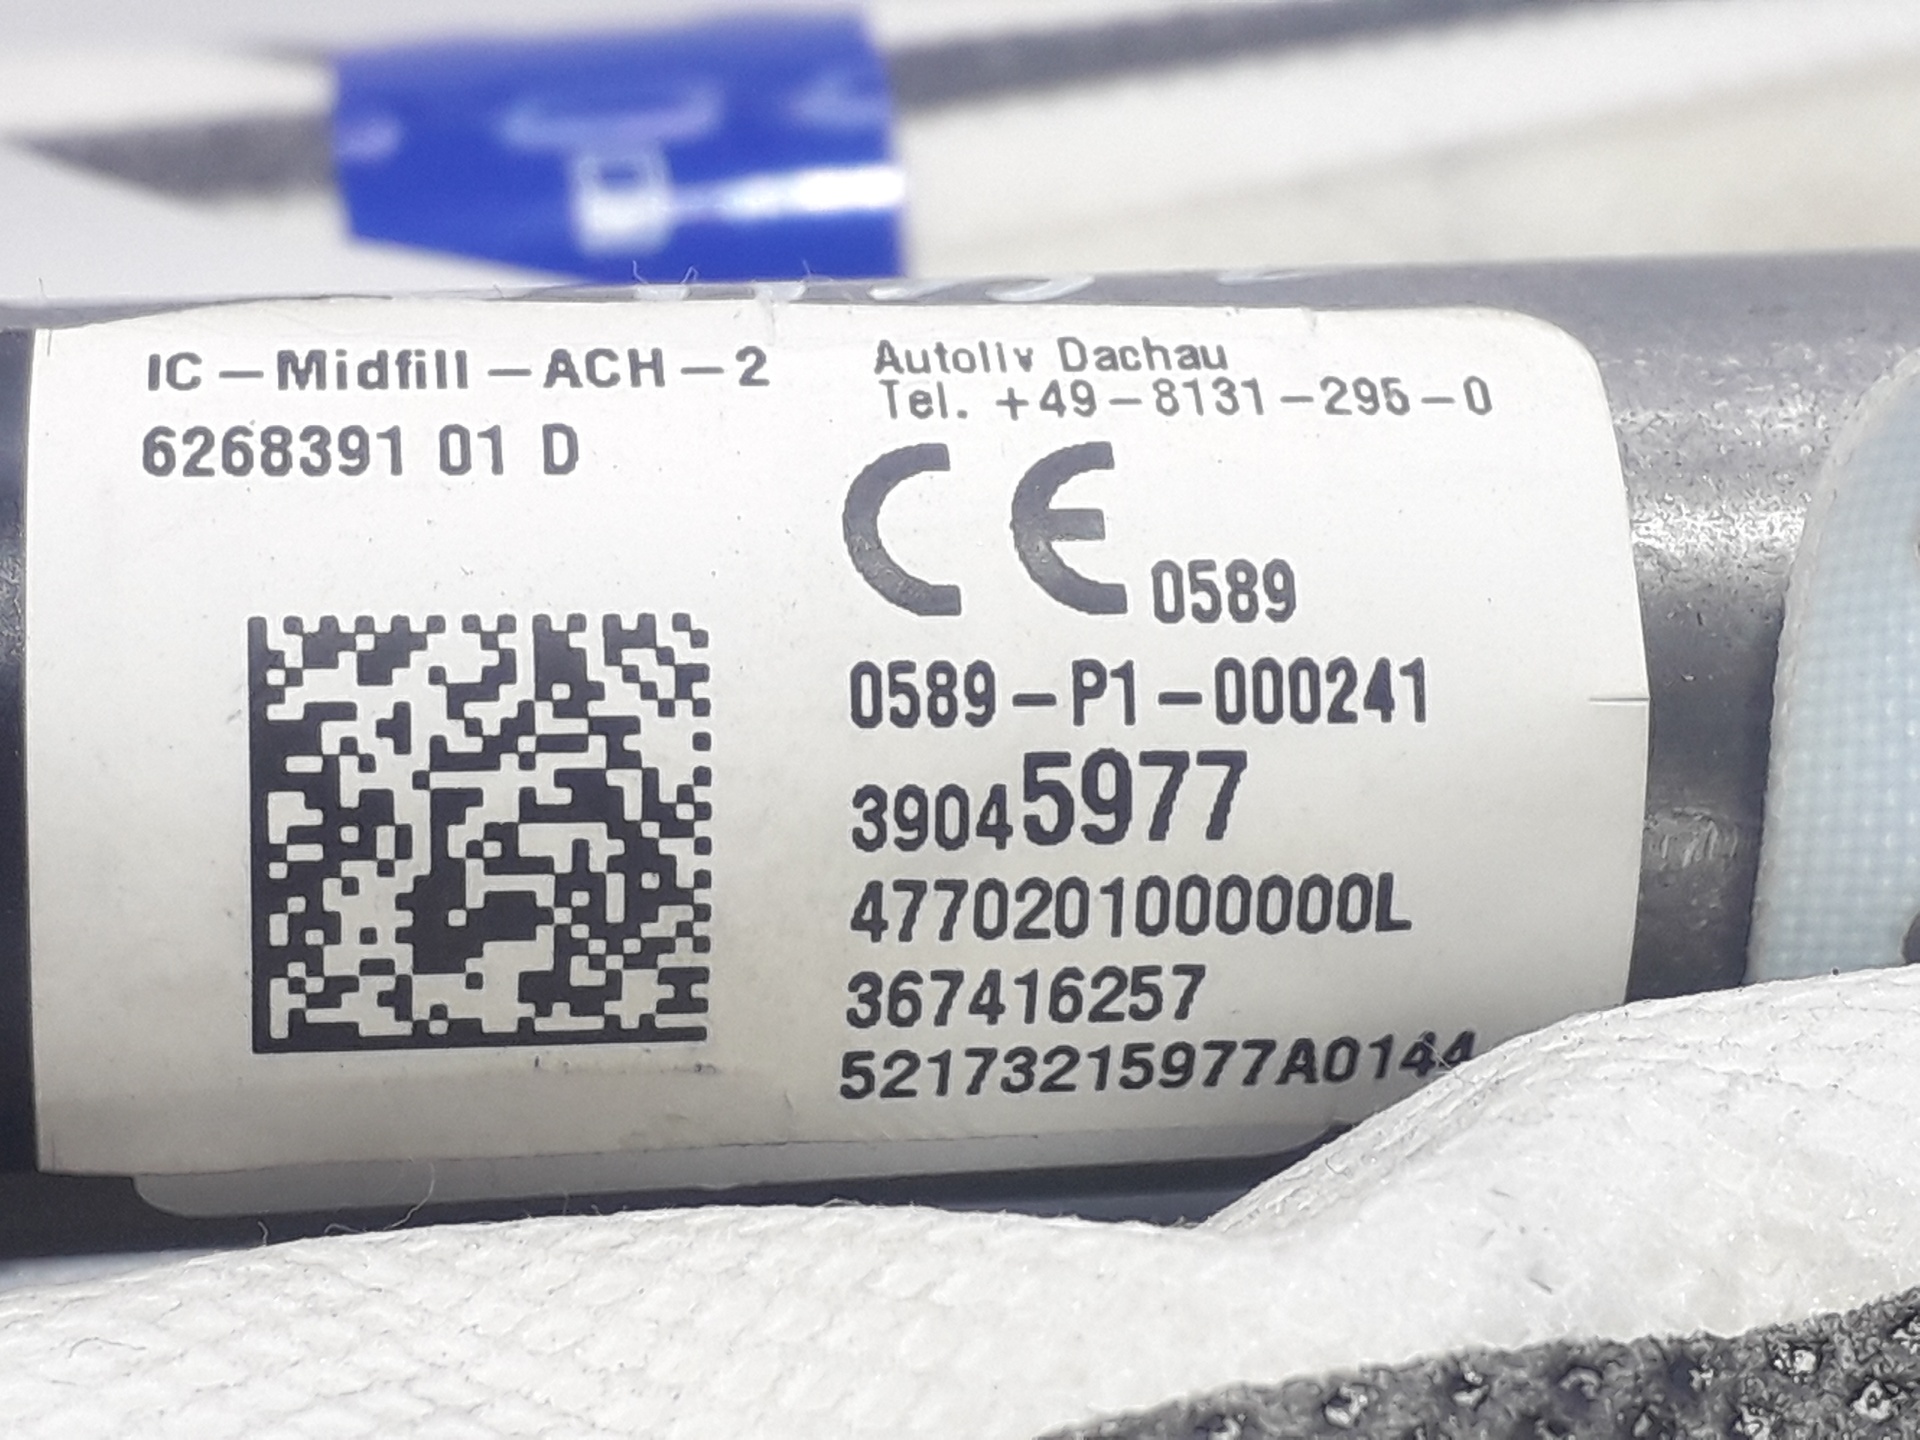 IC-Midfill-ACH-2
6268391 01 D
Autoliv Dachau
Tel. +49-8131-295-0
CE 0589
0589-P1-000241
39045977
4770201000000L
367416257
52173215977A0144